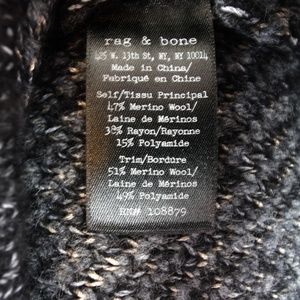 rag & bone
425 W. 13th St, NY, NY 10014
Made in China/
Fabriqué en Chine
Self/Tissu Principal
47% Merino Wool/
Laine de Mérinos
38% Rayon/Rayonne
15% Polyamide
Trim/Bordure
51% Merino Wool/
Laine de Mérinos
49% Polyamide
RN# 108879